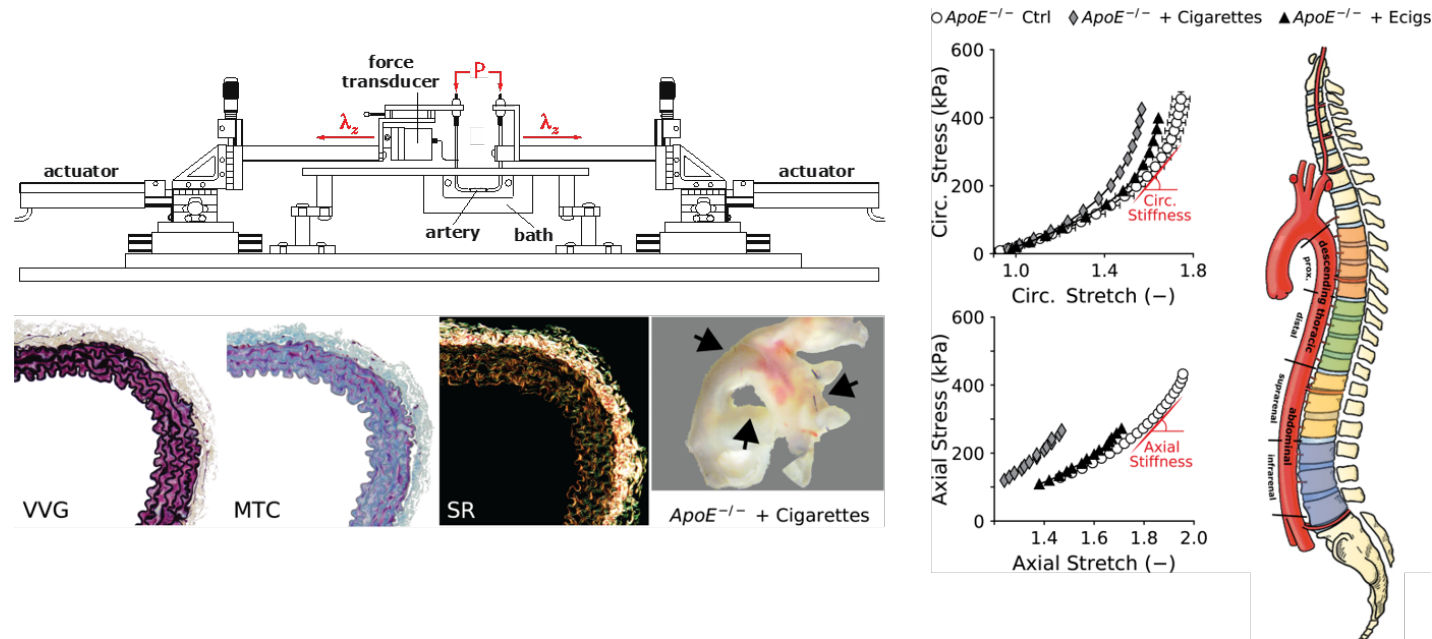 force
transducer
P
λz
λz
actuator
actuator
artery
bath
VVG
MTC
SR
ApoE⁻/⁻ + Cigarettes
ApoE⁻/⁻ Ctrl
ApoE⁻/⁻ + Cigarettes
ApoE⁻/⁻ + Ecigs
Circ. Stress (kPa)
600
400
200
0
Circ.
Stiffness
1.0
1.4
1.8
Circ. Stretch (−)
Axial Stress (kPa)
600
400
200
0
Axial
Stiffness
1.4
1.6
1.8
2.0
Axial Stretch (−)
descending thoracic
prox.
distal
abdominal
suprarenal
infrarenal